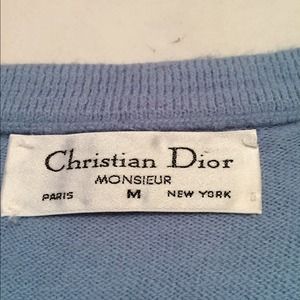 Christian Dior
MONSIEUR
PARIS M NEW YORK